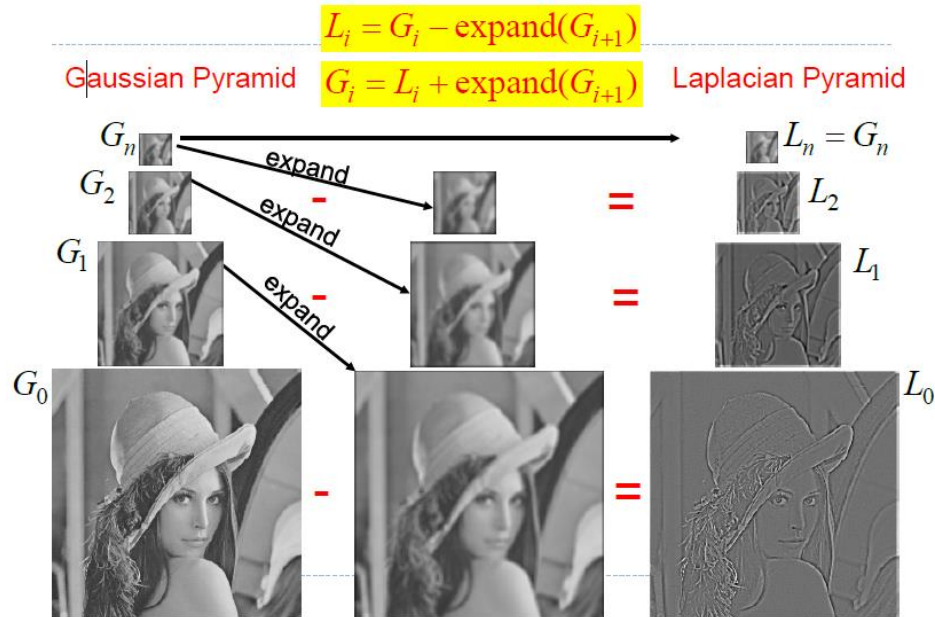 L_i = G_i − expand(G_{i+1})
Gaussian Pyramid
G_i = L_i + expand(G_{i+1})
Laplacian Pyramid
G_n
L_n = G_n
expand
G_2
-
=
L_2
expand
G_1
-
=
L_1
expand
G_0
-
=
L_0